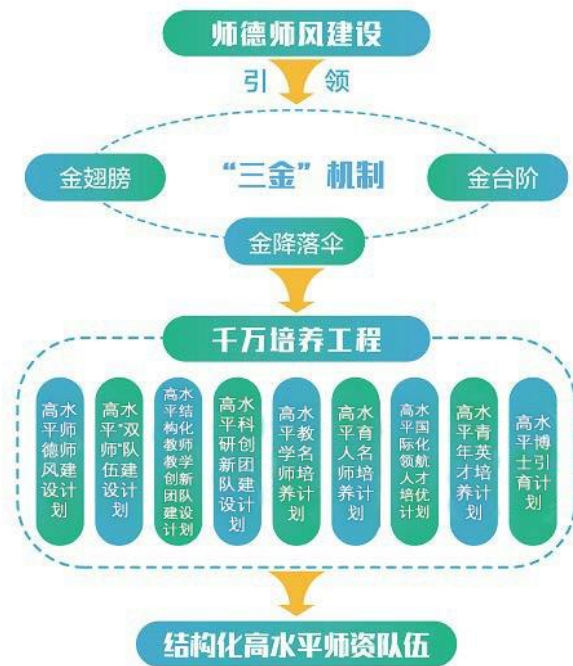 师德师风建设
引 领
金翅膀
“三金”机制
金台阶
金降落伞
千万培养工程
高水平师德师风建设计划
高水平“双师”队伍建设计划
高水平结构化教师教学创新团队建设计划
高水平科研创新团队建设计划
高水平教学名师培养计划
高水平育人名师培养计划
高水平国际化领航人才培优计划
高水平青年英才培养计划
高水平博士引育计划
结构化高水平师资队伍